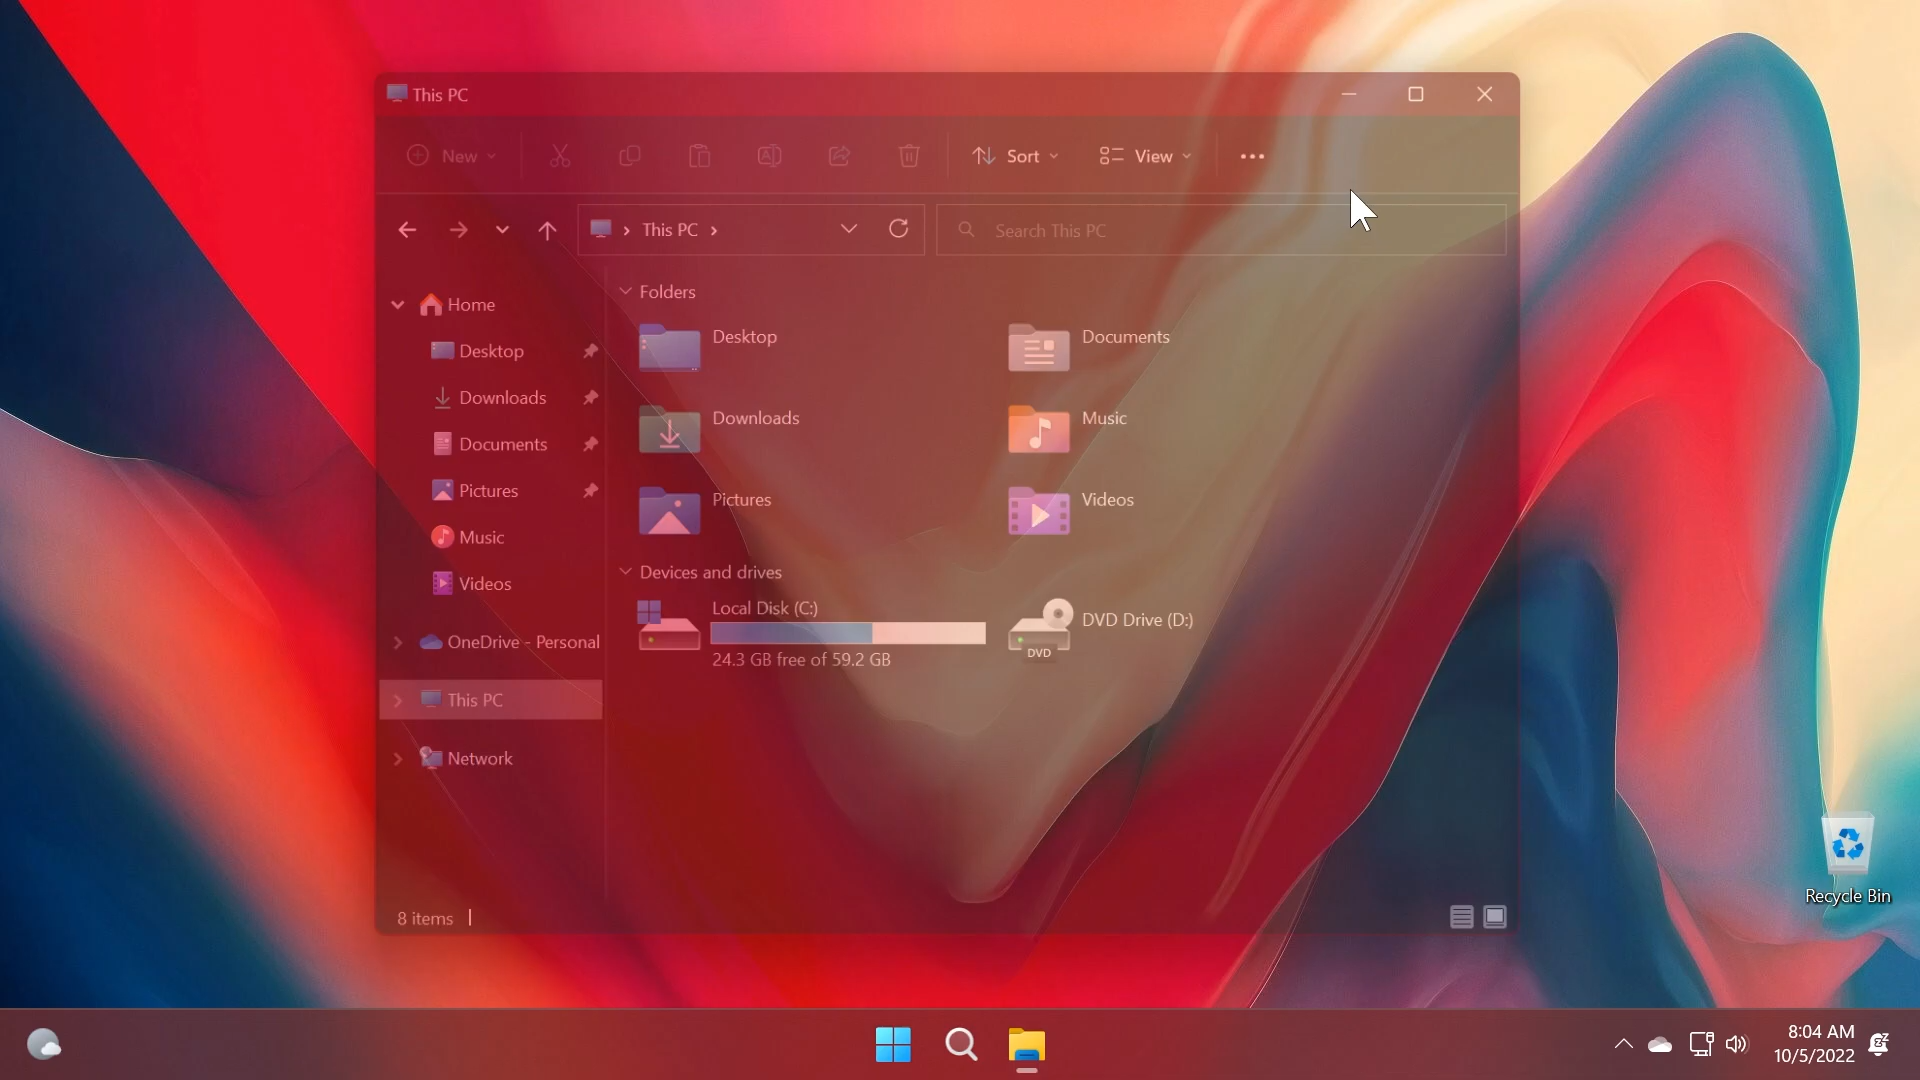 This PC
New
Sort
View
This PC
Search This PC
Home
Desktop
Downloads
Documents
Pictures
Music
Videos
OneDrive - Personal
This PC
Network
Folders
Desktop
Documents
Downloads
Music
Pictures
Videos
Devices and drives
Local Disk (C:)
24.3 GB free of 59.2 GB
DVD
DVD Drive (D:)
8 items
Recycle Bin
8:04 AM
10/5/2022